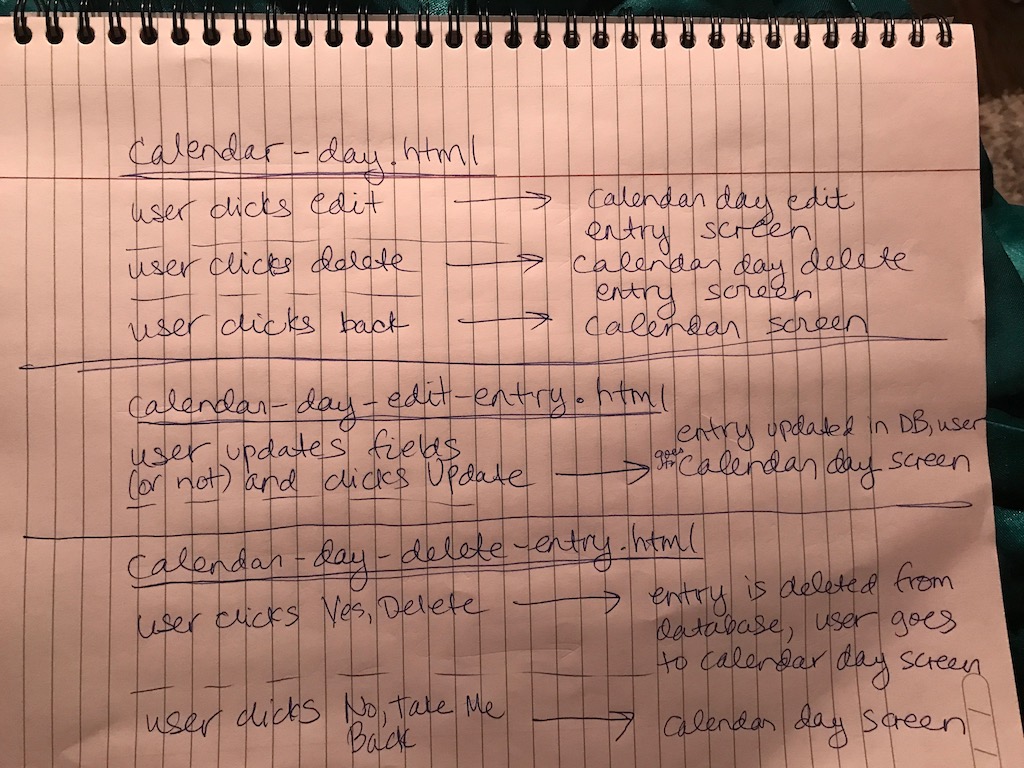 calendar-day.html
user clicks edit → calendar day edit
entry screen
user clicks delete → calendar day delete
entry screen
user clicks back → calendar screen
calendar-day-edit-entry.html
user updates fields
(or not) and clicks Update → entry updated in DB, user
goes to calendar day screen
calendar-day-delete-entry.html
user clicks Yes, Delete → entry is deleted from
database, user goes
to calendar day screen
user clicks No, Take Me
Back → calendar day screen